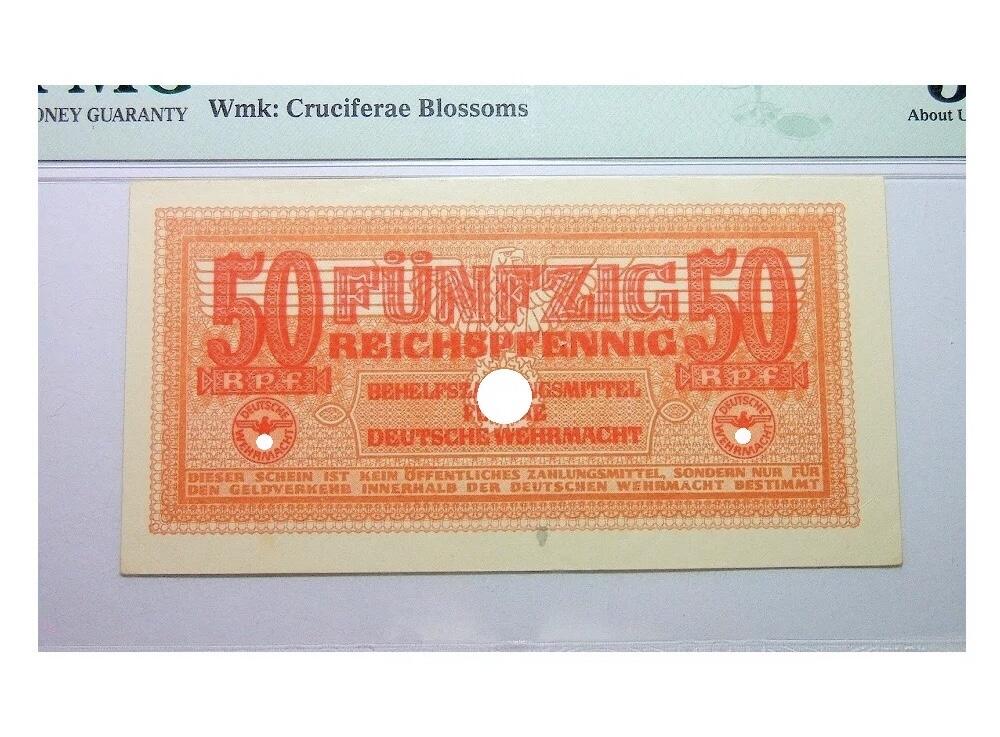 ONEY GUARANTY
Wmk: Cruciferae Blossoms
About
50 FÜNFZIG 50
REICHSPFENNIG
RPf RPf
MITTEL
DEUTSCHE WEHRMACHT
DEUTSCHE WEHRMACHT
DEUTSCHE WEHRMACHT
DIESER SCHEIN IST KEIN ÖFFENTLICHES ZAHLUNGSMITTEL, SONDERN NUR FÜR
DEN GELDVERKEHR INNERHALB DER DEUTSCHEN WEHRMACHT BESTIMMT